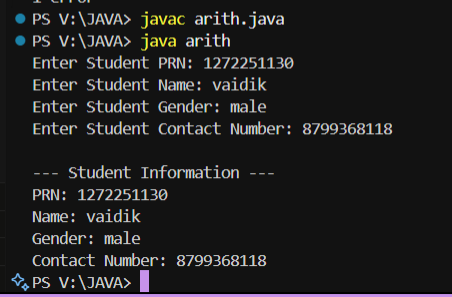 PS V:\JAVA> javac arith.java
PS V:\JAVA> java arith
Enter Student PRN: 1272251130
Enter Student Name: vaidik
Enter Student Gender: male
Enter Student Contact Number: 8799368118
--- Student Information ---
PRN: 1272251130
Name: vaidik
Gender: male
Contact Number: 8799368118
PS V:\JAVA>